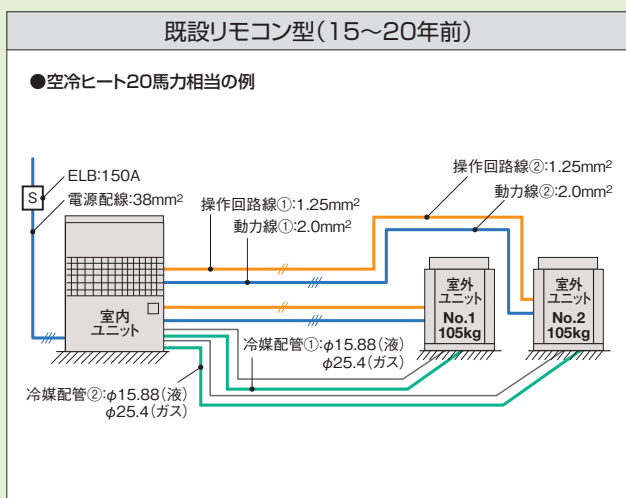 既設リモコン型（15～20年前）
●空冷ヒート20馬力相当の例
S
ELB:150A
電源配線:38mm²
操作回路線①:1.25mm²
動力線①:2.0mm²
操作回路線②:1.25mm²
動力線②:2.0mm²
室内
ユニット
室外
ユニット
No.1
105kg
室外
ユニット
No.2
105kg
冷媒配管①:φ15.88（液）
φ25.4（ガス）
冷媒配管②:φ15.88（液）
φ25.4（ガス）